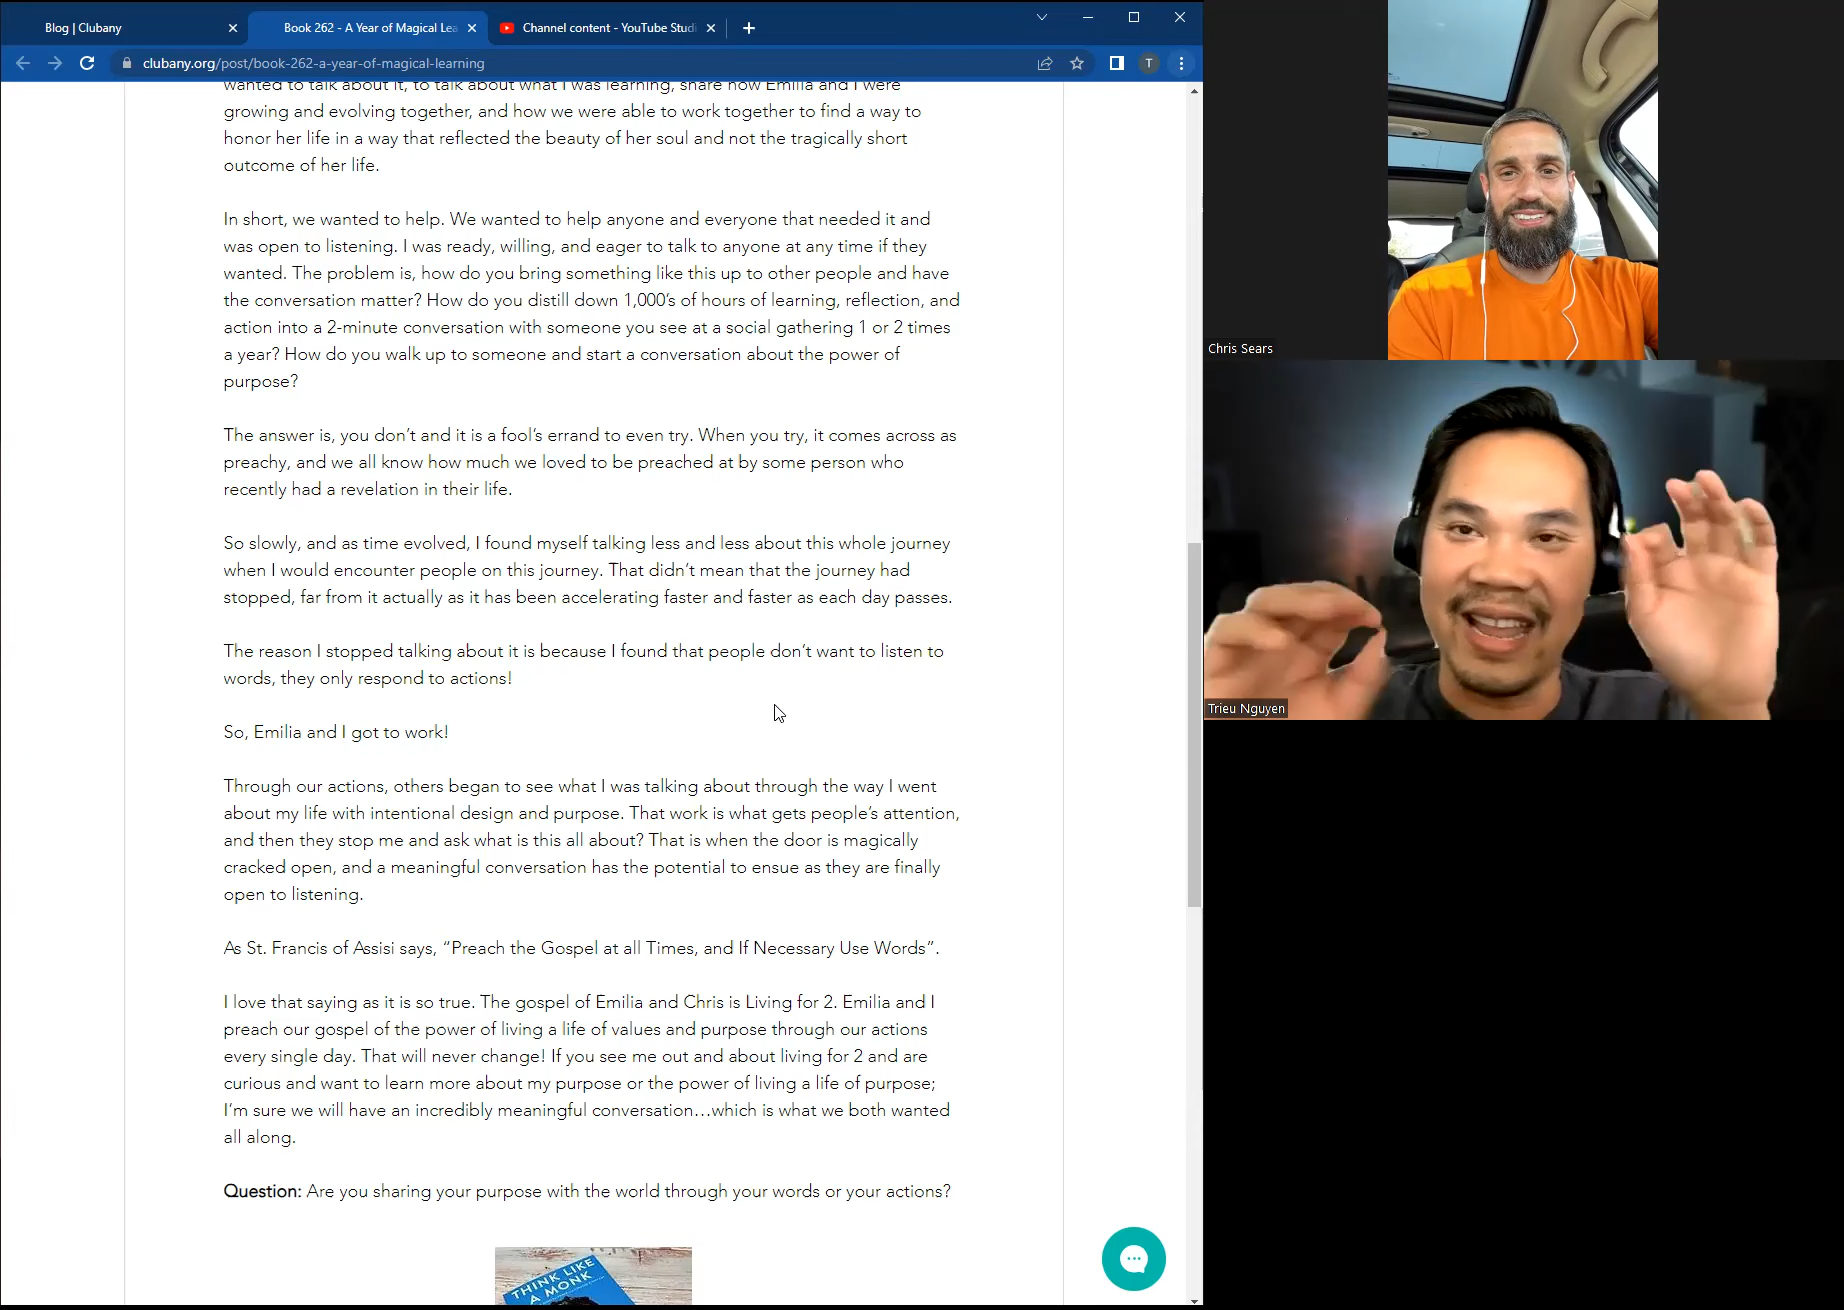 Blog | Clubany
Book 262 - A Year of Magical Lea
Channel content - YouTube Studi
clubany.org/post/book-262-a-year-of-magical-learning
T
wanted to talk about it, to talk about what I was learning, share how Emilia and I were
growing and evolving together, and how we were able to work together to find a way to
honor her life in a way that reflected the beauty of her soul and not the tragically short
outcome of her life.
In short, we wanted to help. We wanted to help anyone and everyone that needed it and
was open to listening. I was ready, willing, and eager to talk to anyone at any time if they
wanted. The problem is, how do you bring something like this up to other people and have
the conversation matter? How do you distill down 1,000’s of hours of learning, reflection, and
action into a 2-minute conversation with someone you see at a social gathering 1 or 2 times
a year? How do you walk up to someone and start a conversation about the power of
purpose?
The answer is, you don’t and it is a fool’s errand to even try. When you try, it comes across as
preachy, and we all know how much we loved to be preached at by some person who
recently had a revelation in their life.
So slowly, and as time evolved, I found myself talking less and less about this whole journey
when I would encounter people on this journey. That didn’t mean that the journey had
stopped, far from it actually as it has been accelerating faster and faster as each day passes.
The reason I stopped talking about it is because I found that people don’t want to listen to
words, they only respond to actions!
So, Emilia and I got to work!
Through our actions, others began to see what I was talking about through the way I went
about my life with intentional design and purpose. That work is what gets people’s attention,
and then they stop me and ask what is this all about? That is when the door is magically
cracked open, and a meaningful conversation has the potential to ensue as they are finally
open to listening.
As St. Francis of Assisi says, “Preach the Gospel at all Times, and If Necessary Use Words”.
I love that saying as it is so true. The gospel of Emilia and Chris is Living for 2. Emilia and I
preach our gospel of the power of living a life of values and purpose through our actions
every single day. That will never change! If you see me out and about living for 2 and are
curious and want to learn more about my purpose or the power of living a life of purpose;
I’m sure we will have an incredibly meaningful conversation…which is what we both wanted
all along.
Question: Are you sharing your purpose with the world through your words or your actions?
THINK LIKE
A MONK
Chris Sears
Trieu Nguyen